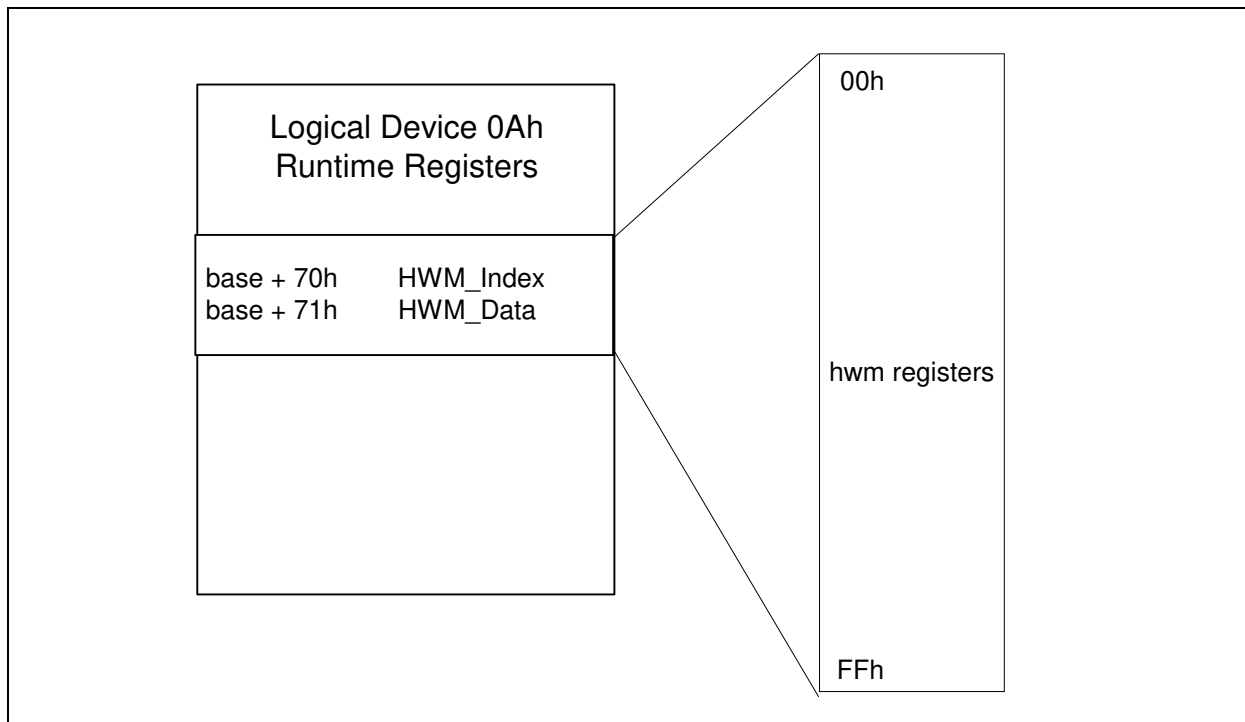 Logical Device 0Ah
Runtime Registers
base + 70h HWM_Index
base + 71h HWM_Data
00h
hwm registers
FFh